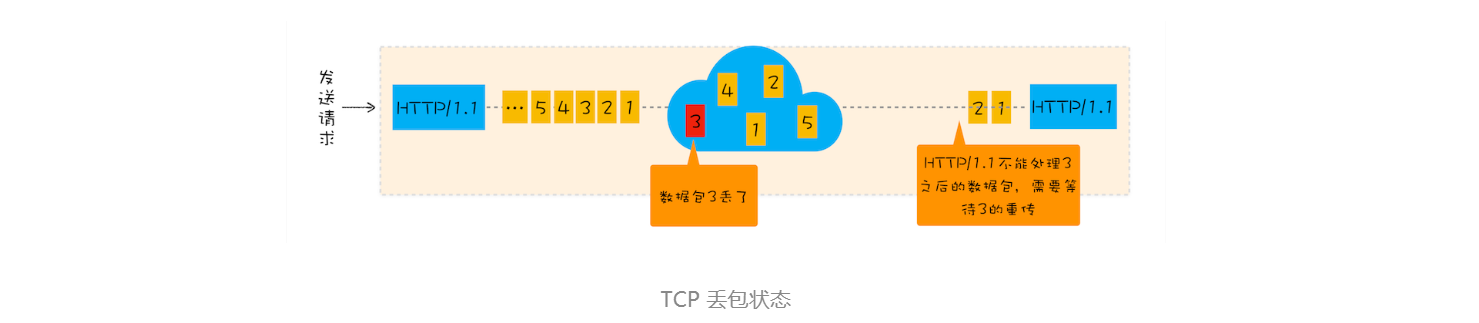 发
送
请
求
HTTP/1.1
… 5 4 3 2 1
4
2
3
1
5
2 1
HTTP/1.1
数据包3丢了
HTTP/1.1不能处理3
之后的数据包，需要等
待3的重传
TCP 丢包状态